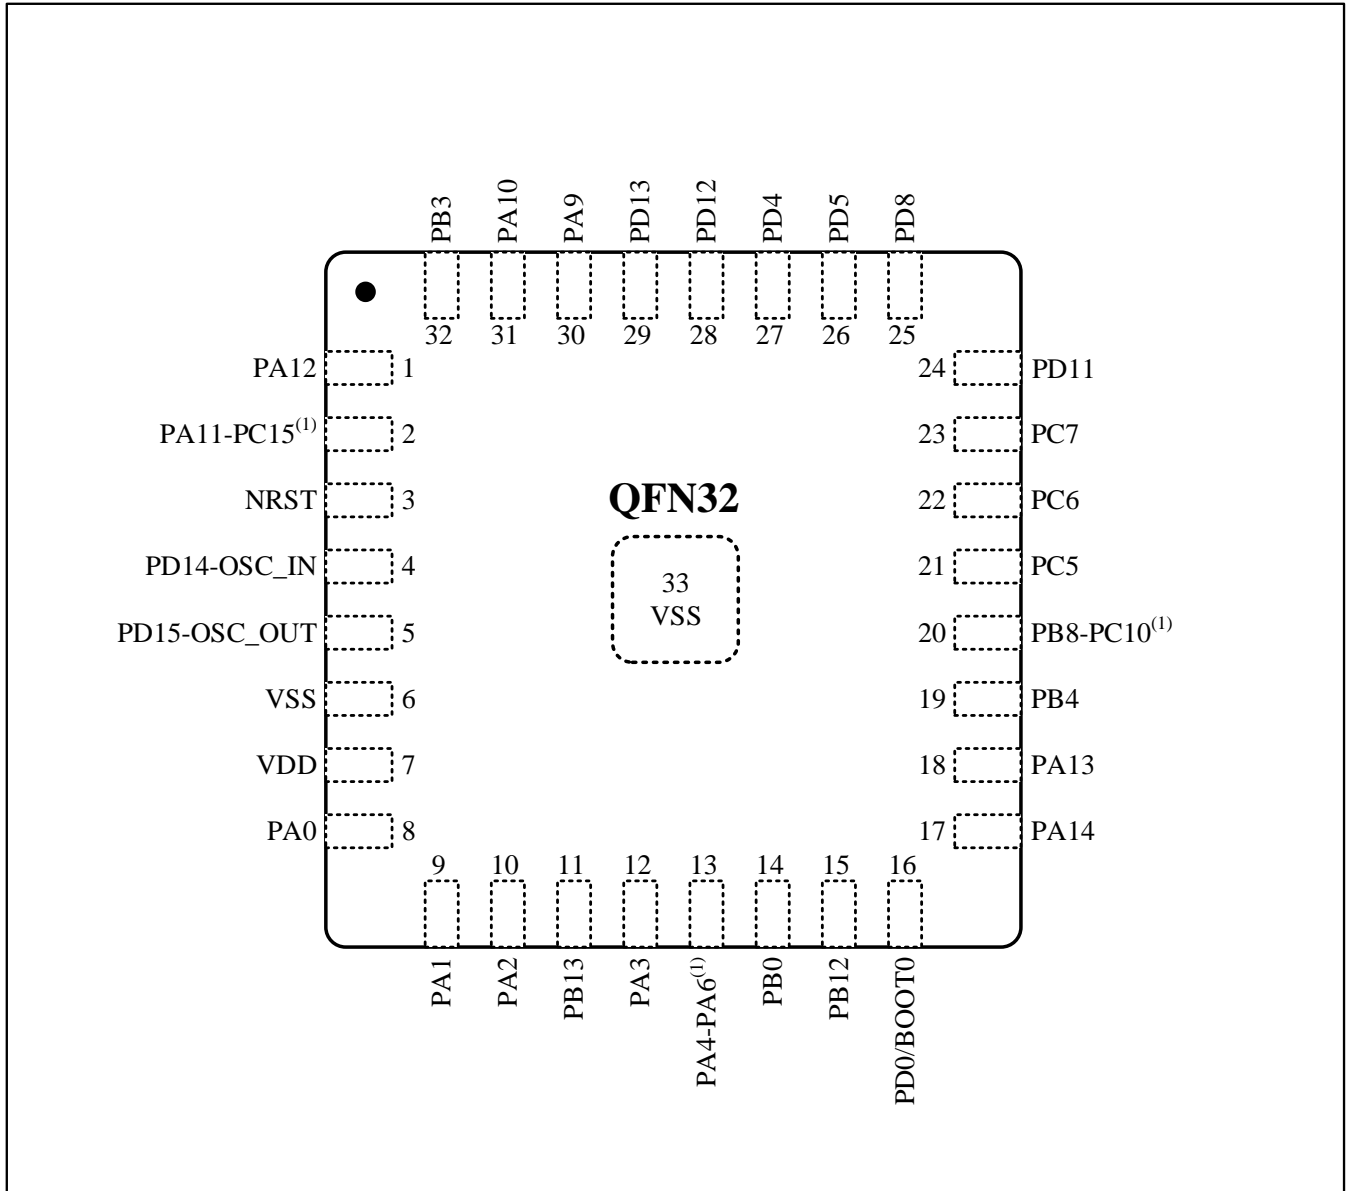 PB3 PA10 PA9 PD13 PD12 PD4 PD5 PD8
32 31 30 29 28 27 26 25
PA12 1 24 PD11
PA11-PC15(1) 2 23 PC7
NRST 3 22 PC6
QFN32
PD14-OSC_IN 4 21 PC5
33
VSS
PD15-OSC_OUT 5 20 PB8-PC10(1)
VSS 6 19 PB4
VDD 7 18 PA13
PA0 8 17 PA14
9 10 11 12 13 14 15 16
PA1 PA2 PB13 PA3 PA4-PA6(1) PB0 PB12 PD0/BOOT0